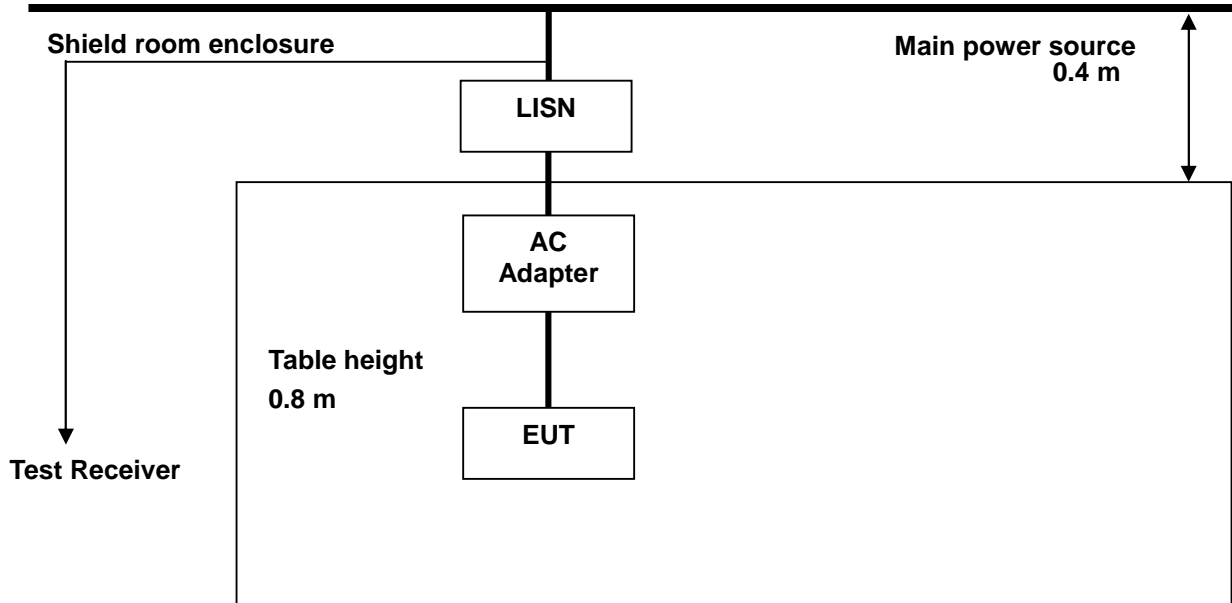 Shield room enclosure
Main power source
0.4 m
LISN
AC
Adapter
Table height
0.8 m
EUT
Test Receiver